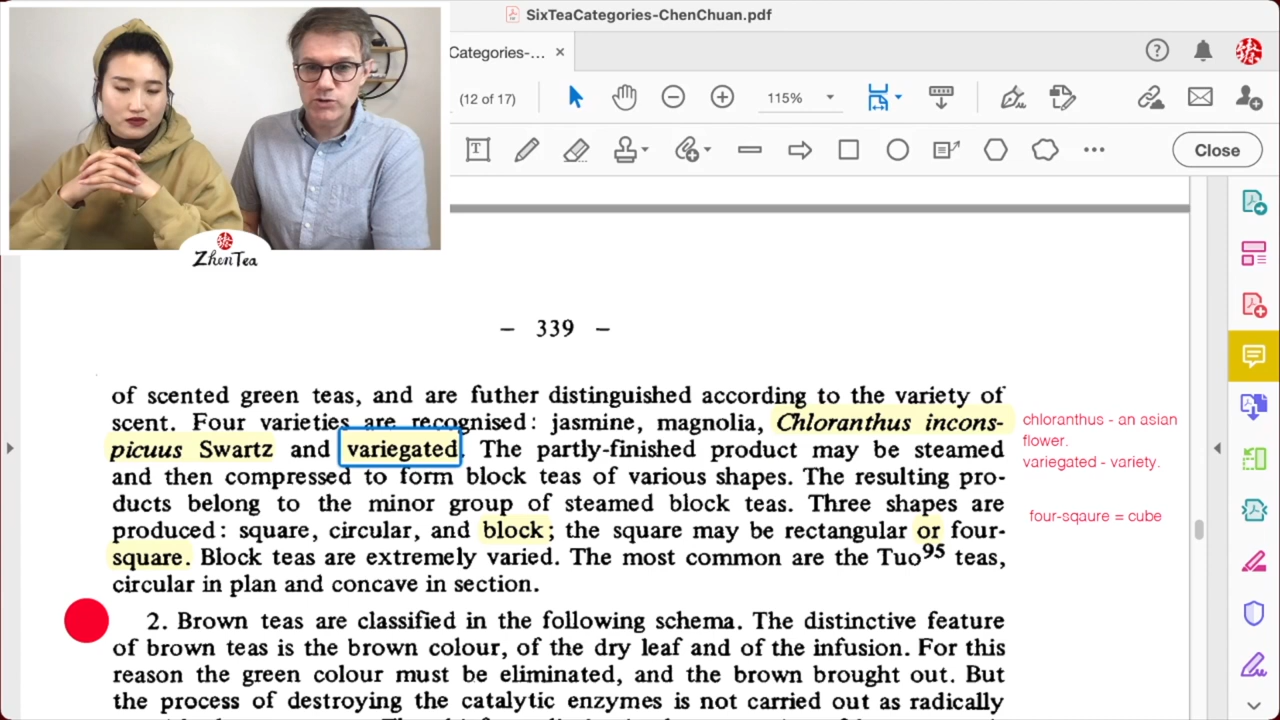 SixTeaCategories-ChenChuan.pdf
Categories-...
(12 of 17)
115%
Close
ZhenTea
– 339 –
of scented green teas, and are futher distinguished according to the variety of
scent. Four varieties are recognised: jasmine, magnolia, Chloranthus incons-
picuus Swartz and variegated. The partly-finished product may be steamed
and then compressed to form block teas of various shapes. The resulting pro-
ducts belong to the minor group of steamed block teas. Three shapes are
produced: square, circular, and block; the square may be rectangular or four-
square. Block teas are extremely varied. The most common are the Tuo95 teas,
circular in plan and concave in section.
2. Brown teas are classified in the following schema. The distinctive feature
of brown teas is the brown colour, of the dry leaf and of the infusion. For this
reason the green colour must be eliminated, and the brown brought out. But
the process of destroying the catalytic enzymes is not carried out as radically
chloranthus - an asian
flower.
variegated - variety.
four-sqaure = cube